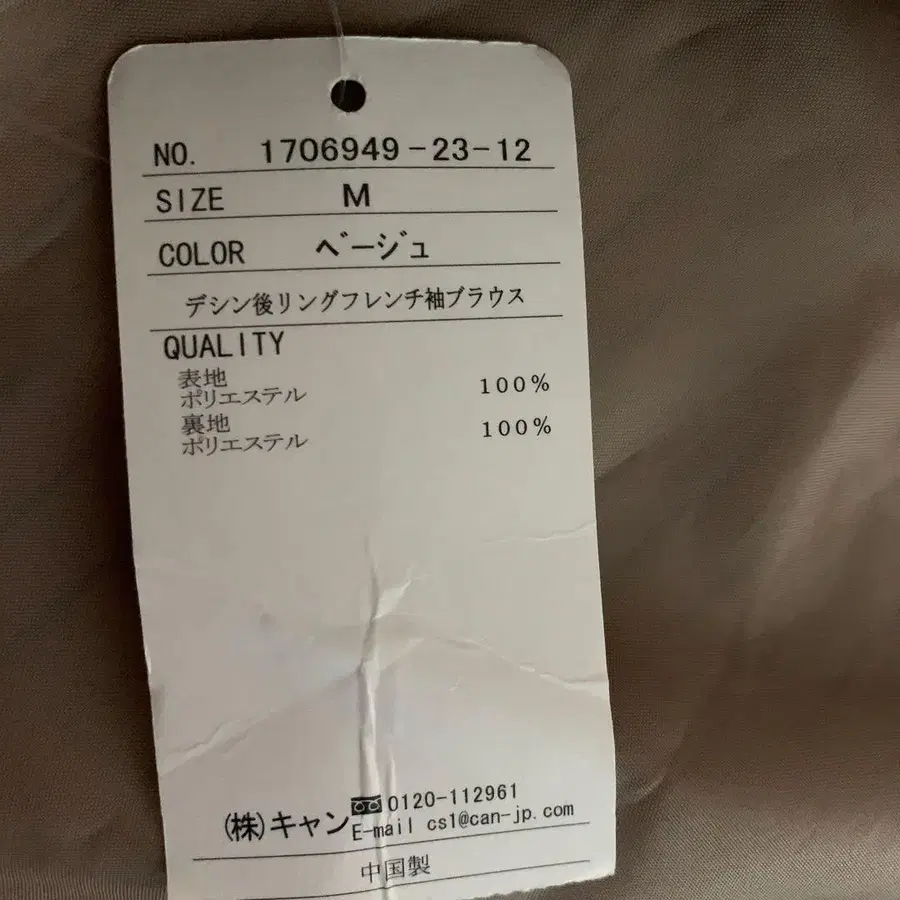 NO. 1706949-23-12
SIZE M
COLOR ベージュ
デシン後リングフレンチ袖ブラウス
QUALITY
表地
ポリエステル 100%
裏地
ポリエステル 100%
(株)キャン 0120-112961
E-mail cs1@can-jp.com
中国製